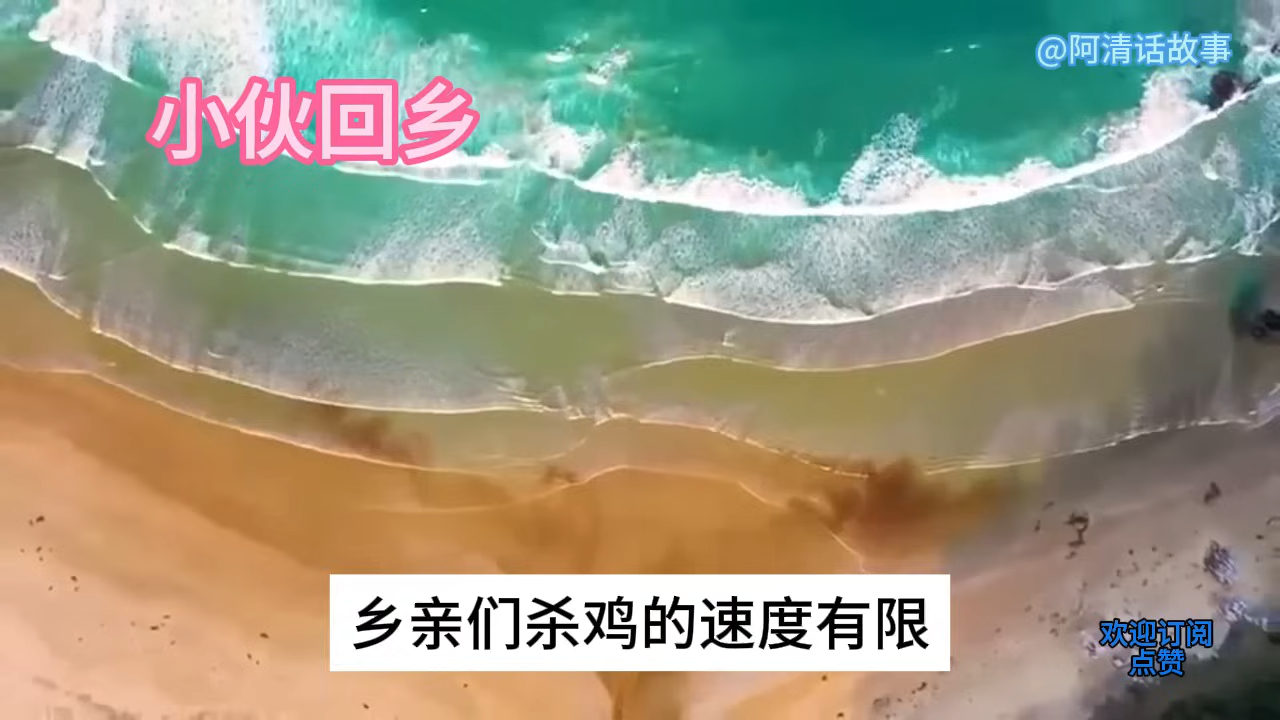 @阿清话故事
小伙回乡
乡亲们杀鸡的速度有限
欢迎订阅
点赞